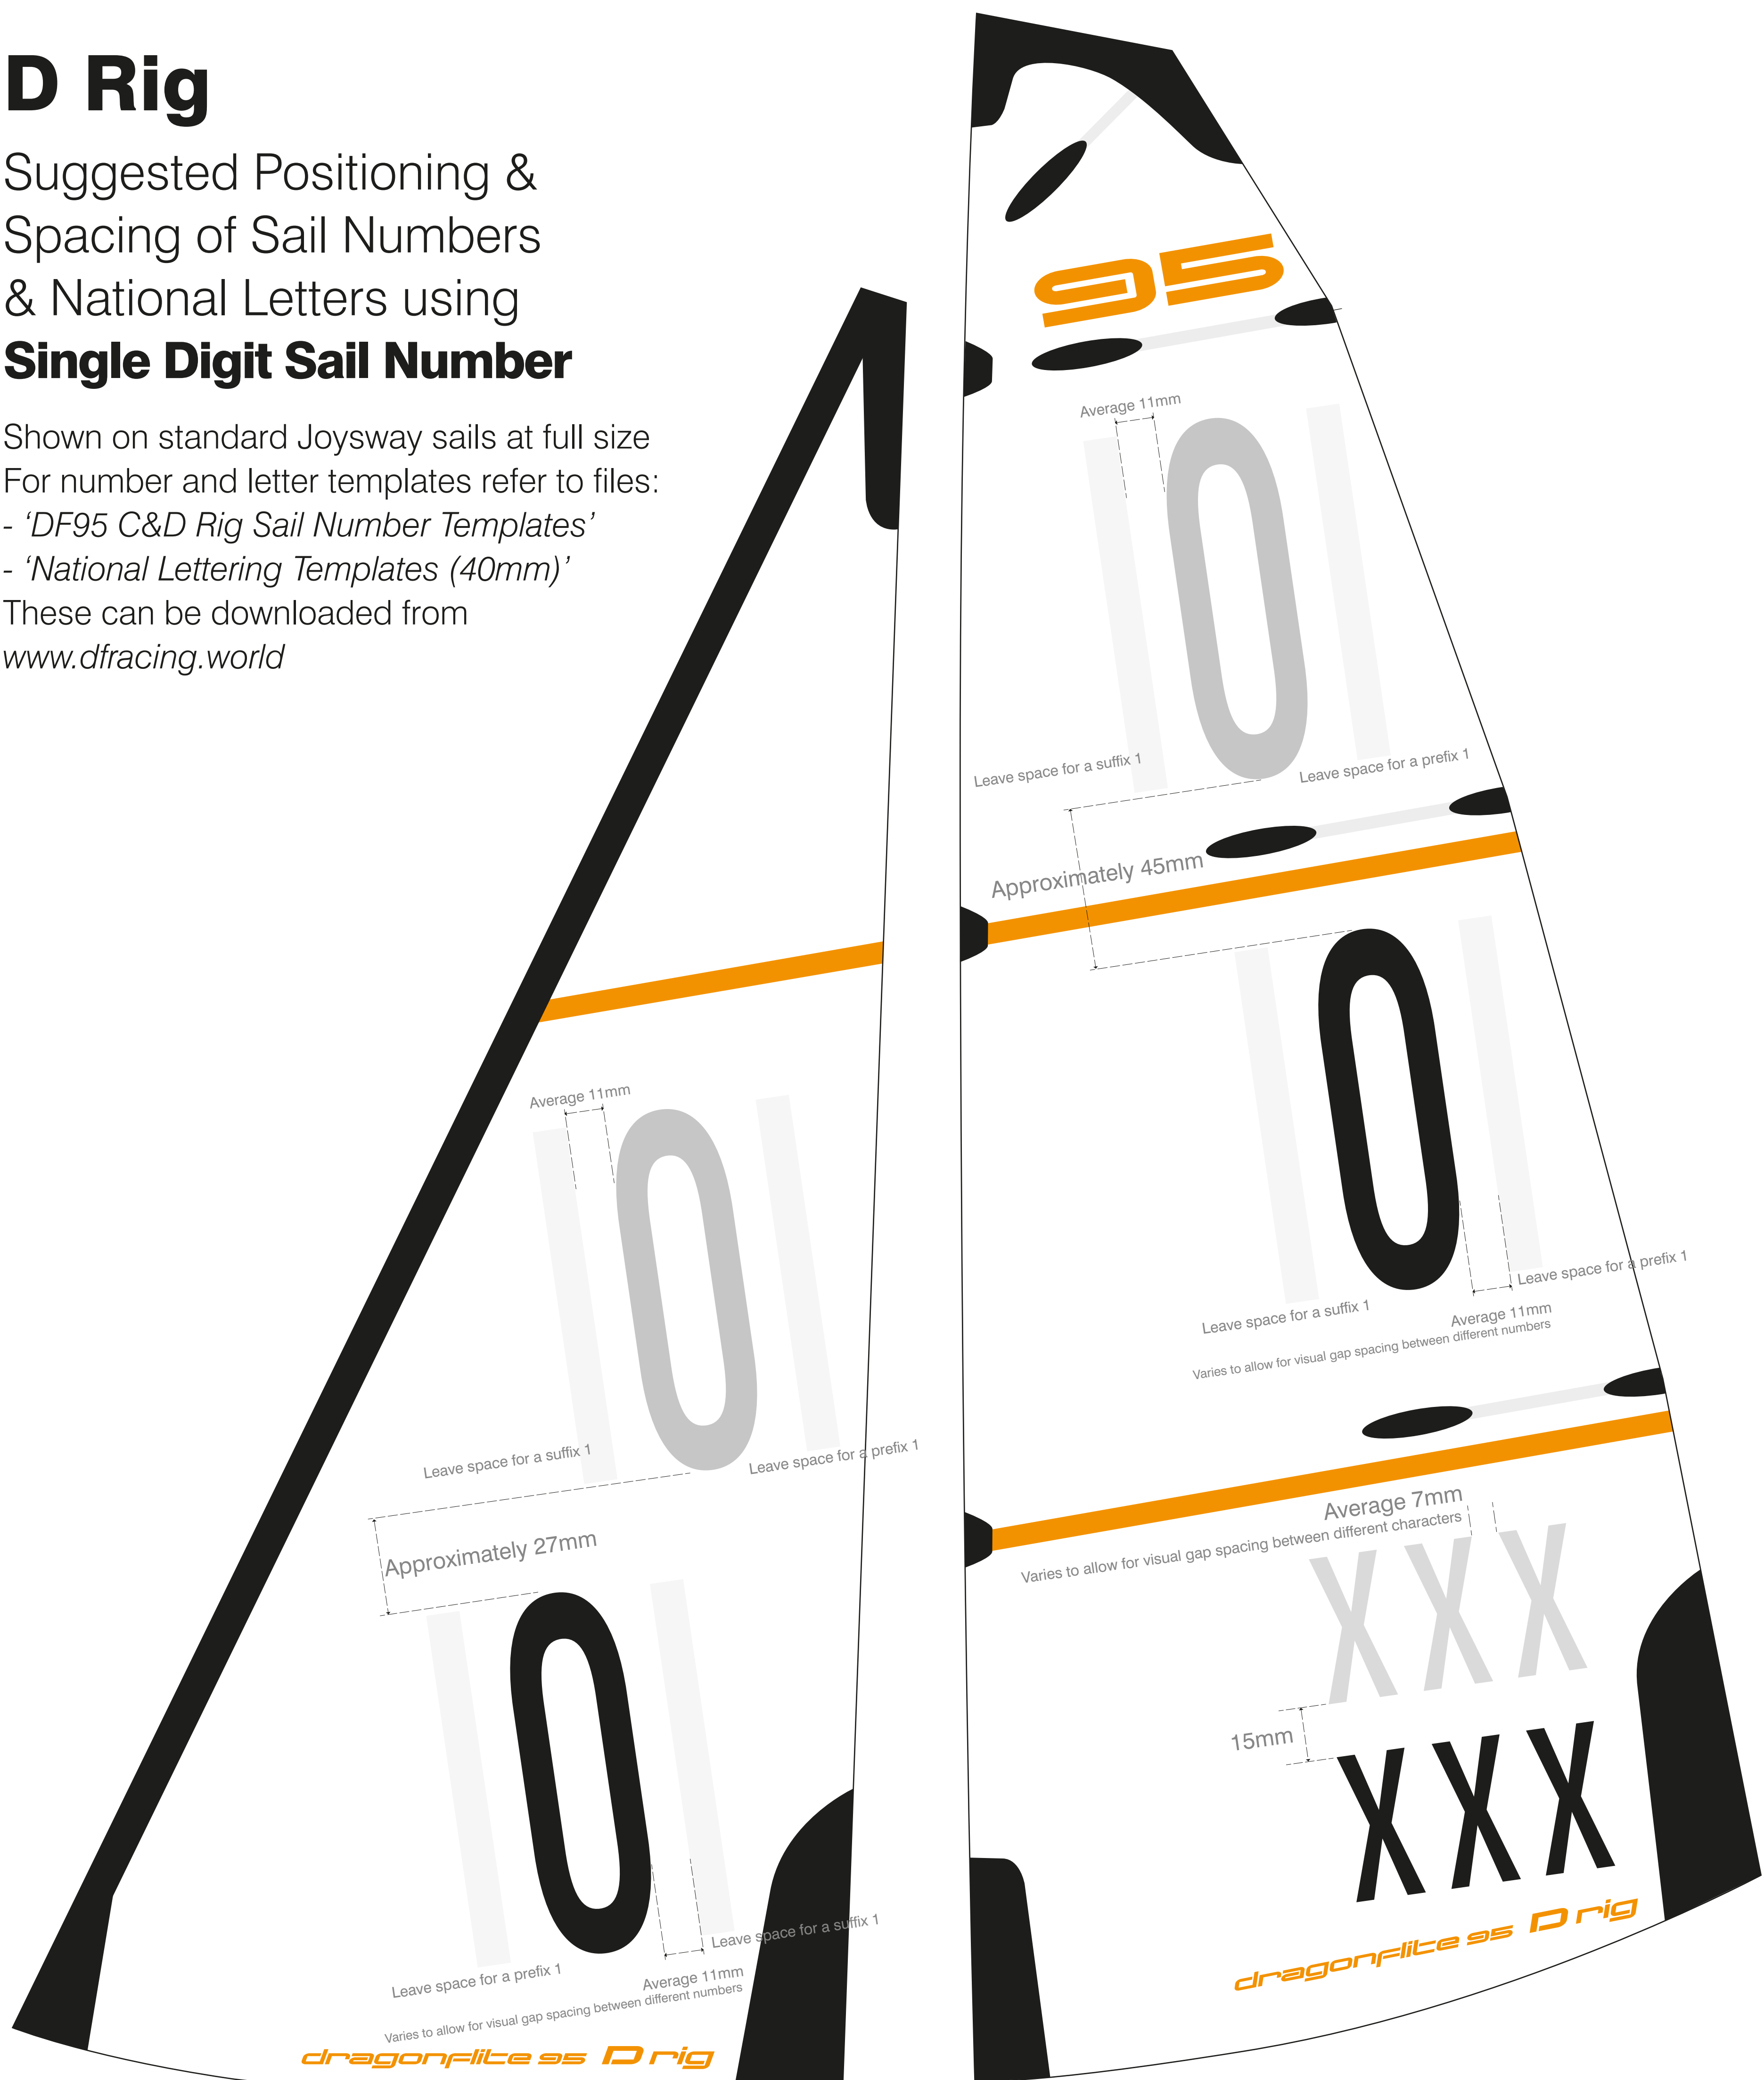 D Rig
Suggested Positioning &
Spacing of Sail Numbers
& National Letters using
Single Digit Sail Number
Shown on standard Joysway sails at full size
For number and letter templates refer to files:
- ‘DF95 C&D Rig Sail Number Templates’
- ‘National Lettering Templates (40mm)’
These can be downloaded from
www.dfracing.world
Average 11mm
0
Leave space for a suffix 1
Leave space for a prefix 1
Approximately 27mm
0
Leave space for a prefix 1
Leave space for a suffix 1
Average 11mm
Varies to allow for visual gap spacing between different numbers
dragonflite 95 D rig
95
Average 11mm
0
Leave space for a suffix 1
Leave space for a prefix 1
Approximately 45mm
0
Leave space for a suffix 1
Leave space for a prefix 1
Average 11mm
Varies to allow for visual gap spacing between different numbers
Average 7mm
Varies to allow for visual gap spacing between different characters
XXX
15mm
XXX
dragonflite 95 D rig